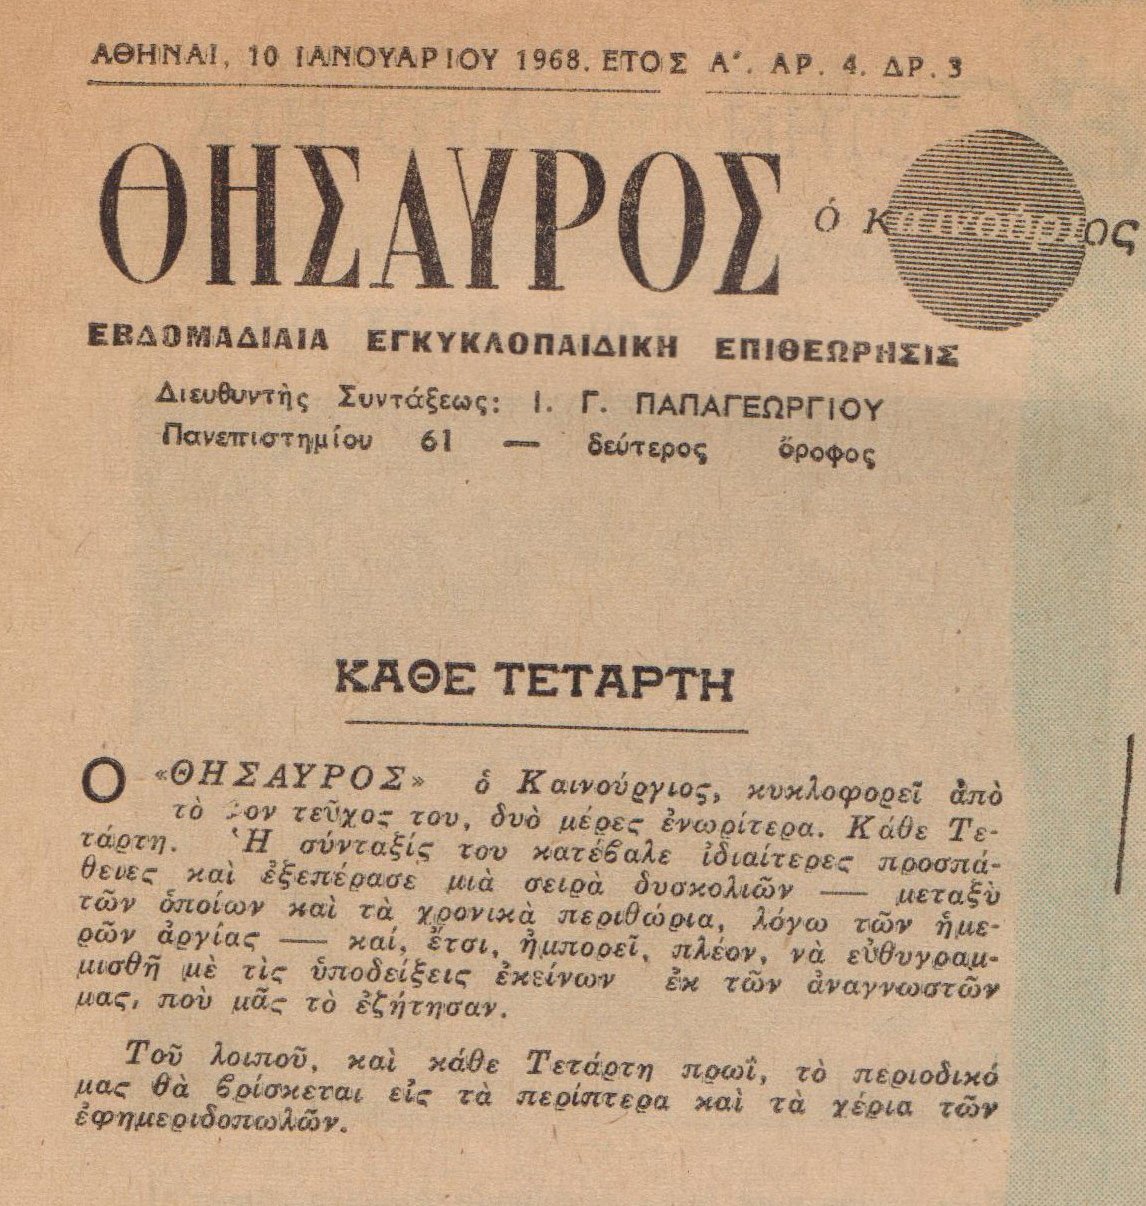 ΑΘΗΝΑΙ, 10 ΙΑΝΟΥΑΡΙΟΥ 1968. ΕΤΟΣ Α΄. ΑΡ. 4. ΔΡ. 3
ΘΗΣΑΥΡΟΣ ὁ καινούριος
ΕΒΔΟΜΑΔΙΑΙΑ ΕΓΚΥΚΛΟΠΑΙΔΙΚΗ ΕΠΙΘΕΩΡΗΣΙΣ
Διευθυντὴς Συντάξεως: Ι. Γ. ΠΑΠΑΓΕΩΡΓΙΟΥ
Πανεπιστημίου 61 — δεύτερος ὄροφος
ΚΑΘΕ ΤΕΤΑΡΤΗ
Ο «ΘΗΣΑΥΡΟΣ» ὁ Καινούργιος, κυκλοφορεῖ ἀπὸ
τὸ τεῦχος του, δυὸ μέρες ἐνωρίτερα. Κάθε Τε-
τάρτη. Ἡ σύνταξίς του κατέβαλε ἰδιαίτερες προσπά-
θειες καὶ ἐξεπέρασε μιὰ σειρὰ δυσκολιῶν — μεταξὺ
τῶν ὁποίων καὶ τὰ χρονικὰ περιθώρια, λόγω τῶν ἡμε-
ρῶν ἀργίας — καί, ἔτσι, ἠμπορεῖ, πλέον, νὰ εὐθυγραμ-
μισθῆ μὲ τὶς ὑποδείξεις ἐκείνων ἐκ τῶν ἀναγνωστῶν
μας, ποὺ μᾶς τὸ ἐζήτησαν.
Τοῦ λοιποῦ, καὶ κάθε Τετάρτη πρωΐ, τὸ περιοδικό
μας θὰ βρίσκεται εἰς τὰ περίπτερα καὶ τὰ χέρια τῶν
ἐφημεριδοπωλῶν.